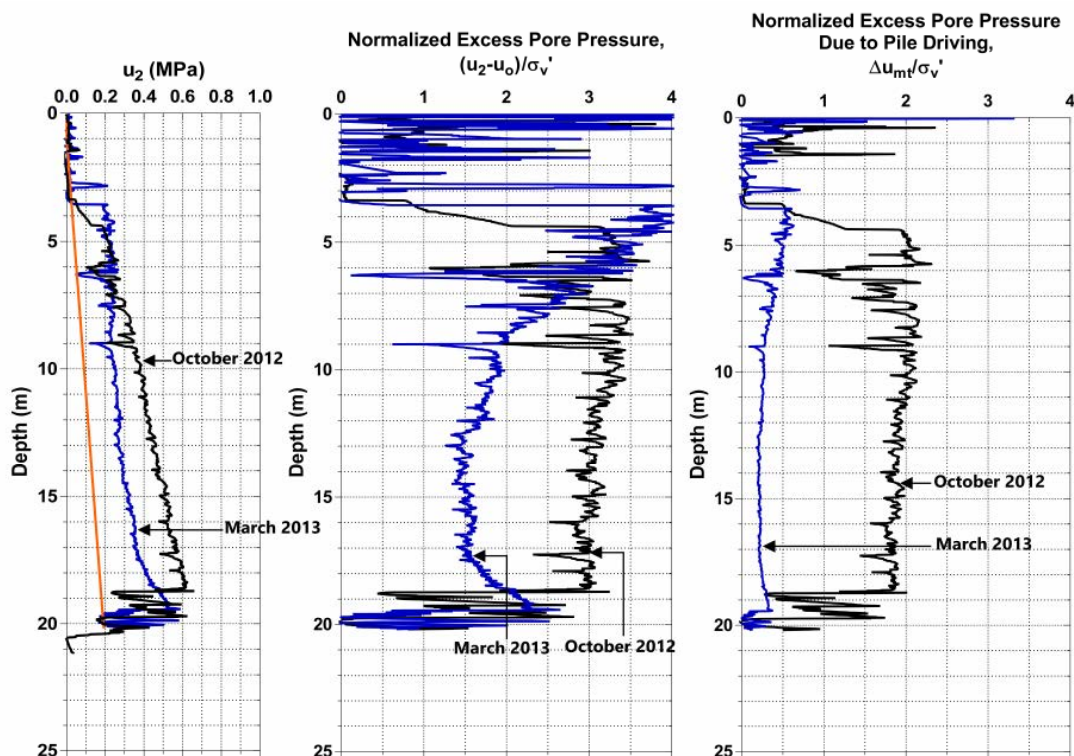 u₂ (MPa)
0.0 0.2 0.4 0.6 0.8 1.0
0
5
10
15
20
25
Depth (m)
October 2012
March 2013
Normalized Excess Pore Pressure,
(u₂-uₒ)/σᵥ'
0 1 2 3 4
0
5
10
15
20
25
Depth (m)
March 2013
October 2012
Normalized Excess Pore Pressure
Due to Pile Driving,
Δuₘₜ/σᵥ'
0 1 2 3 4
0
5
10
15
20
25
Depth (m)
October 2012
March 2013